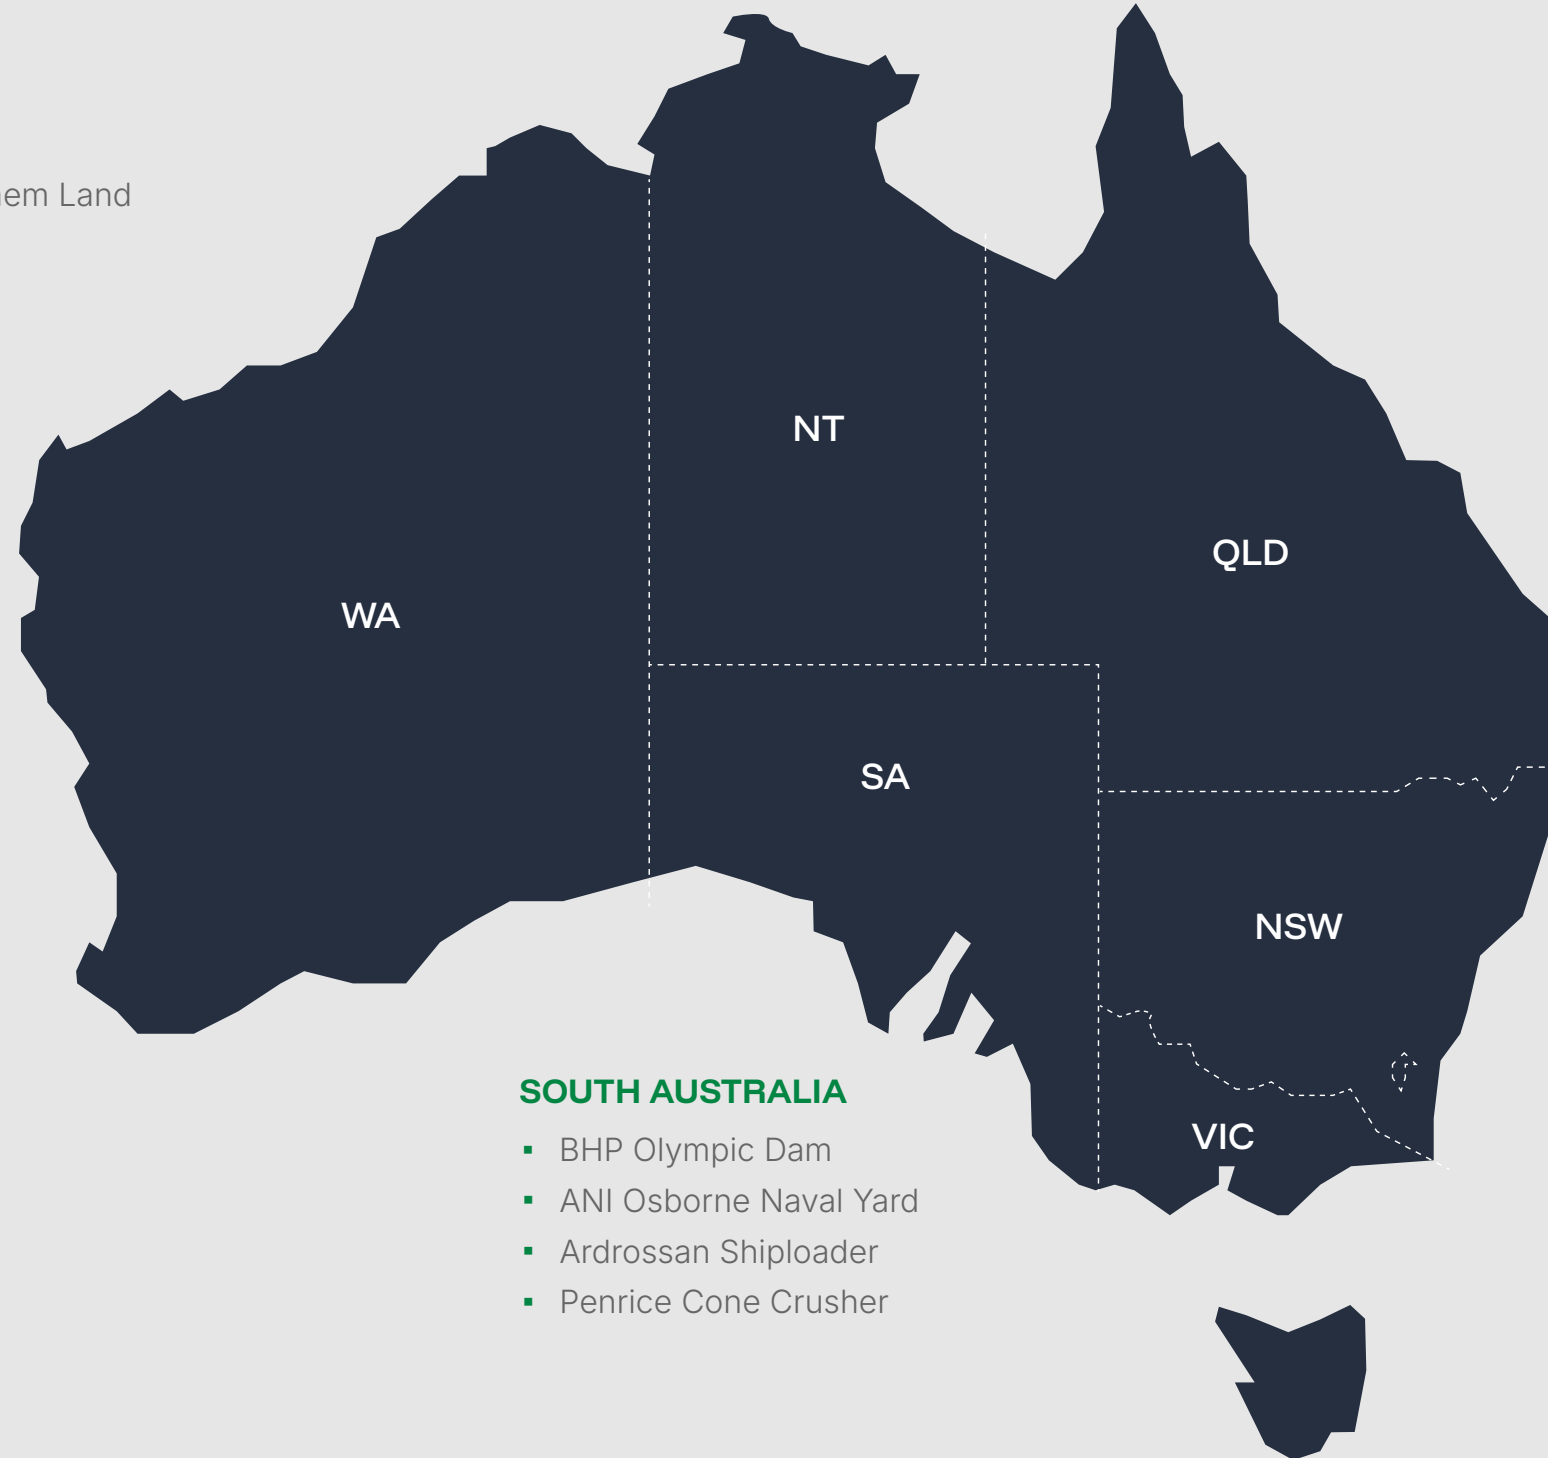 Land
NT
QLD
WA
SA
NSW
VIC
SOUTH AUSTRALIA
▪ BHP Olympic Dam
▪ ANI Osborne Naval Yard
▪ Ardrossan Shiploader
▪ Penrice Cone Crusher